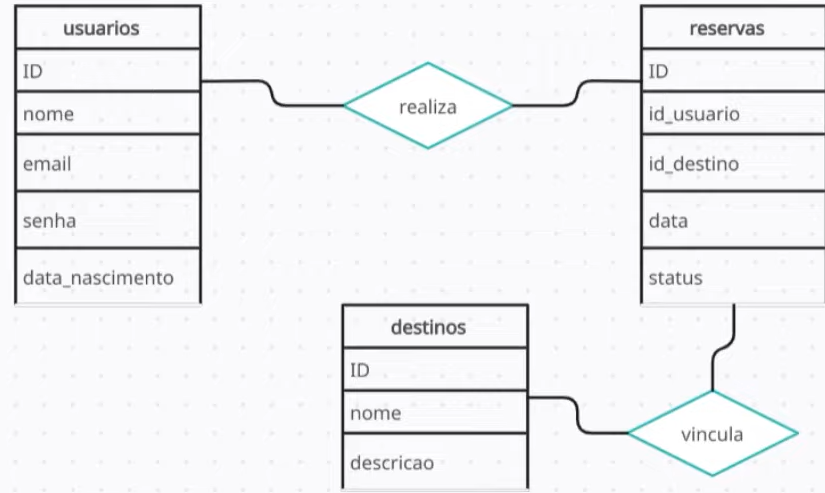 usuarios
ID
nome
email
senha
data_nascimento
realiza
reservas
ID
id_usuario
id_destino
data
status
destinos
ID
nome
descricao
vincula